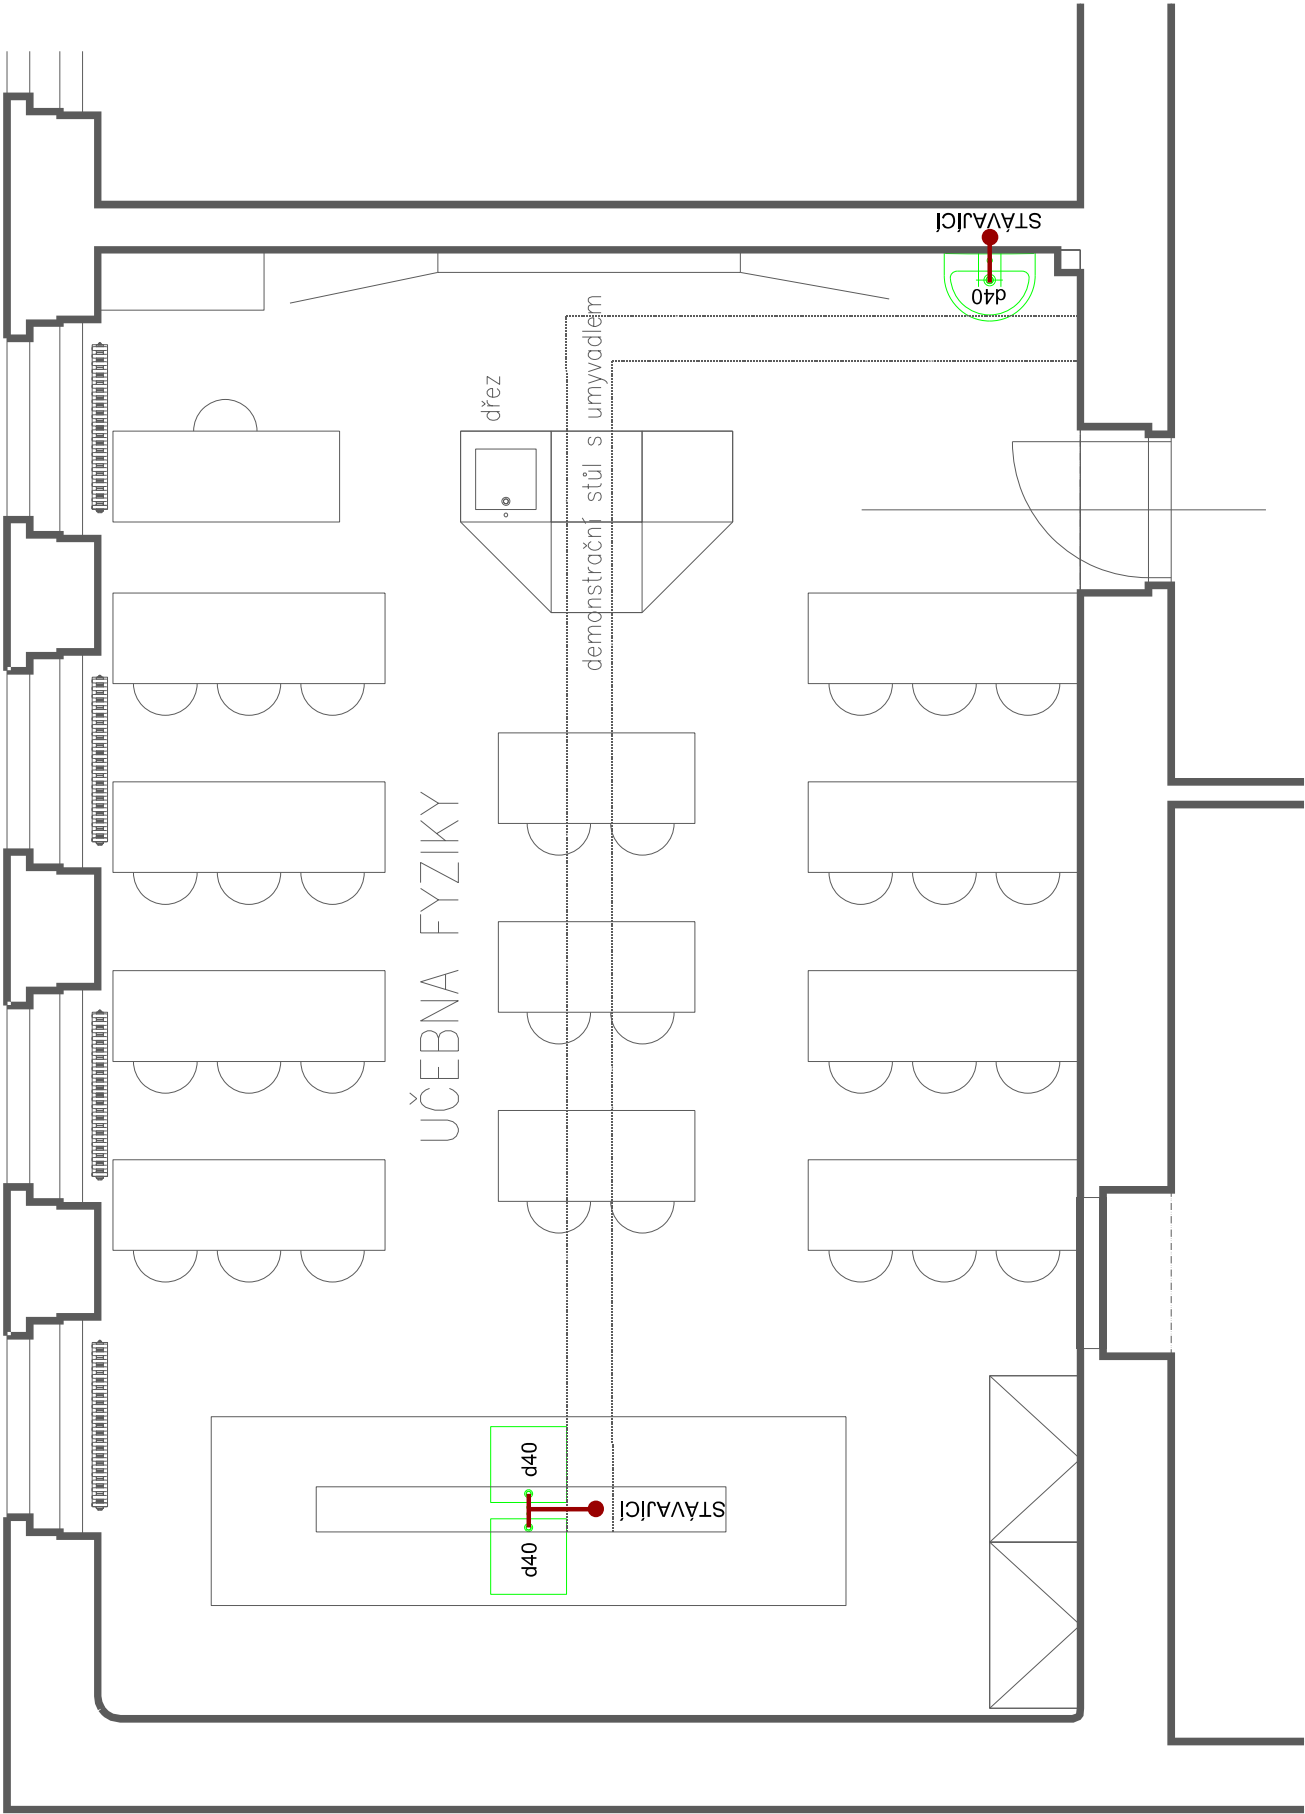 STÁVAJÍCÍ
d40
dřez
demonstrační stůl s umyvadlem
UČEBNA FYZIKY
d40
STÁVAJÍCÍ
d40